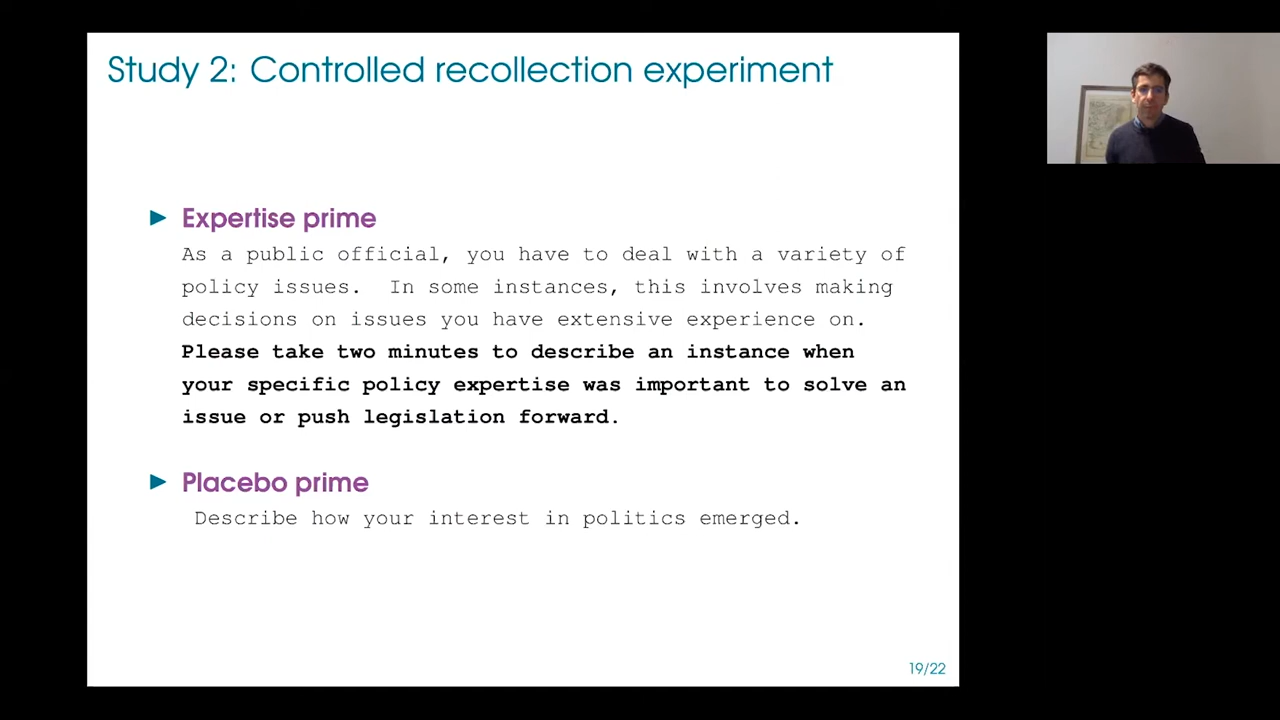 Study 2: Controlled recollection experiment
Expertise prime
As a public official, you have to deal with a variety of
policy issues. In some instances, this involves making
decisions on issues you have extensive experience on.
Please take two minutes to describe an instance when
your specific policy expertise was important to solve an
issue or push legislation forward.
Placebo prime
Describe how your interest in politics emerged.
19/22